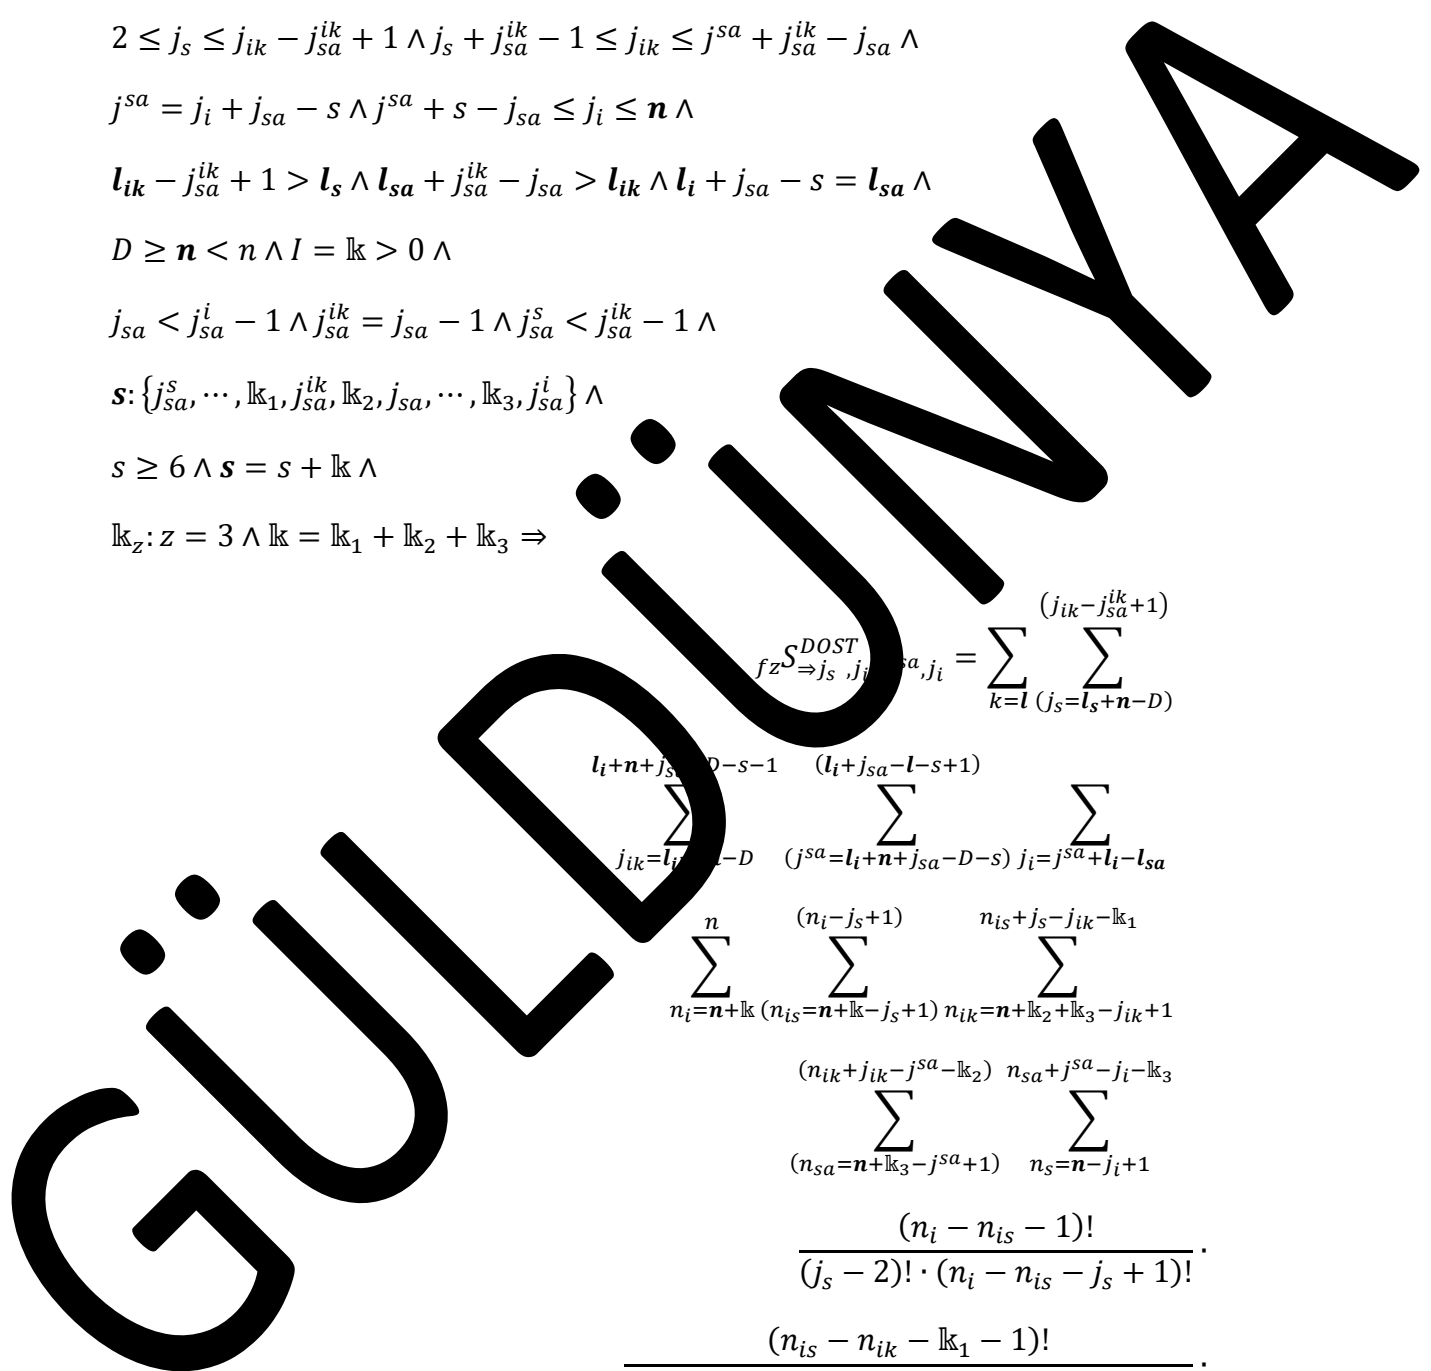 2 ≤ j_s ≤ j_{ik} − j_{sa}^{ik} + 1 ∧ j_s + j_{sa}^{ik} − 1 ≤ j_{ik} ≤ j^{sa} + j_{sa}^{ik} − j_{sa} ∧
j^{sa} = j_i + j_{sa} − s ∧ j^{sa} + s − j_{sa} ≤ j_i ≤ n ∧
l_{ik} − j_{sa}^{ik} + 1 > l_s ∧ l_{sa} + j_{sa}^{ik} − j_{sa} > l_{ik} ∧ l_i + j_{sa} − s = l_{sa} ∧
D ≥ n < n ∧ I = 𝕜 > 0 ∧
j_{sa} < j_{sa}^{i} − 1 ∧ j_{sa}^{ik} = j_{sa} − 1 ∧ j_{sa}^{s} < j_{sa}^{ik} − 1 ∧
s: {j_{sa}^{s}, ⋯, 𝕜_1, j_{sa}^{ik}, 𝕜_2, j_{sa}, ⋯, 𝕜_3, j_{sa}^{i}} ∧
s ≥ 6 ∧ s = s + 𝕜 ∧
𝕜_z: z = 3 ∧ 𝕜 = 𝕜_1 + 𝕜_2 + 𝕜_3 ⇒
(j_{ik}−j_{sa}^{ik}+1)
_{fz}S^{DOST}_{⇒j_s, ,j_i} = ∑ ∑
k=l (j_s=l_s+n−D)
(l_i+j_{sa}−l−s+1)
∑ ∑ ∑
(j^{sa}=l_i+n+j_{sa}−D−s) j_i=j^{sa}+l_i−l_{sa}
n (n_i−j_s+1) n_{is}+j_s−j_{ik}−𝕜_1
∑ ∑ ∑
n_i=n+𝕜 (n_{is}=n+𝕜−j_s+1) n_{ik}=n+𝕜_2+𝕜_3−j_{ik}+1
(n_{ik}+j_{ik}−j^{sa}−𝕜_2) n_{sa}+j^{sa}−j_i−𝕜_3
∑ ∑
(n_{sa}=n+𝕜_3−j^{sa}+1) n_s=n−j_i+1
(n_i − n_{is} − 1)!
(j_s − 2)! · (n_i − n_{is} − j_s + 1)! ·
(n_{is} − n_{ik} − 𝕜_1 − 1)! ·
GÜLDÜNYA